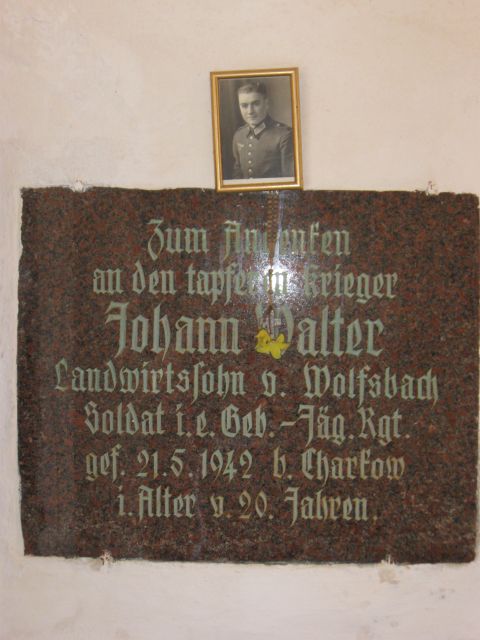 Zum Andenken
an den tapferen Krieger
Johann Walter
Landwirtssohn v. Wolfsbach
Soldat i. e. Geb.-Jäg. Rgt.
gef. 21. 5. 1942 b. Charkow
i. Alter v. 20. Jahren.